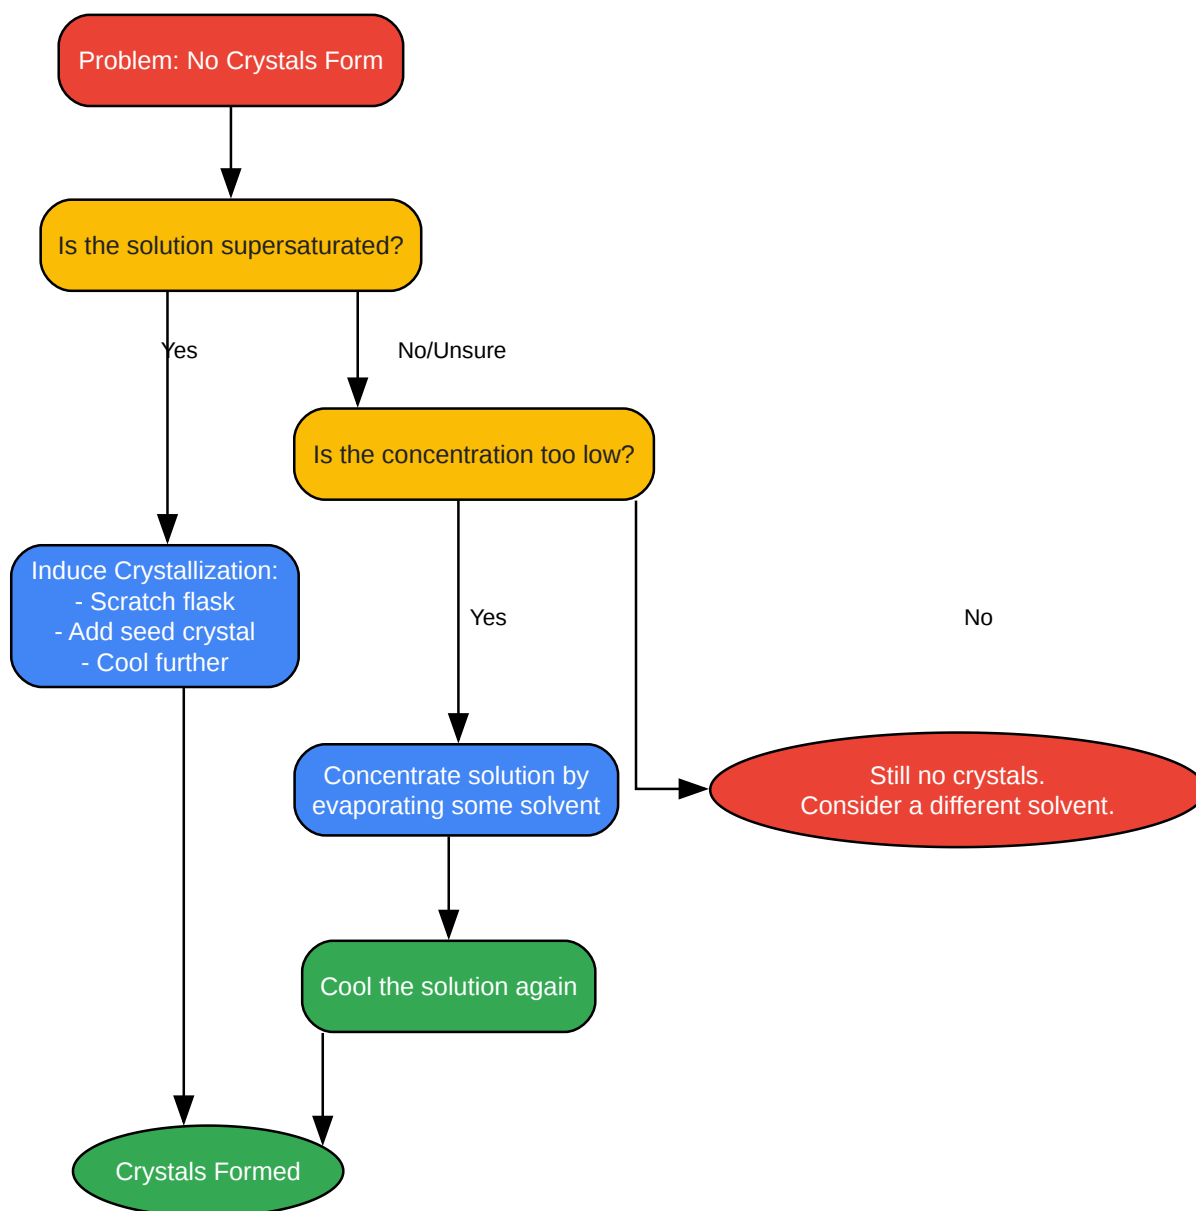 Problem: No Crystals Form
Is the solution supersaturated?
Yes
No/Unsure
Is the concentration too low?
Induce Crystallization:
- Scratch flask
- Add seed crystal
- Cool further
Yes
No
Concentrate solution by
evaporating some solvent
Still no crystals.
Consider a different solvent.
Cool the solution again
Crystals Formed